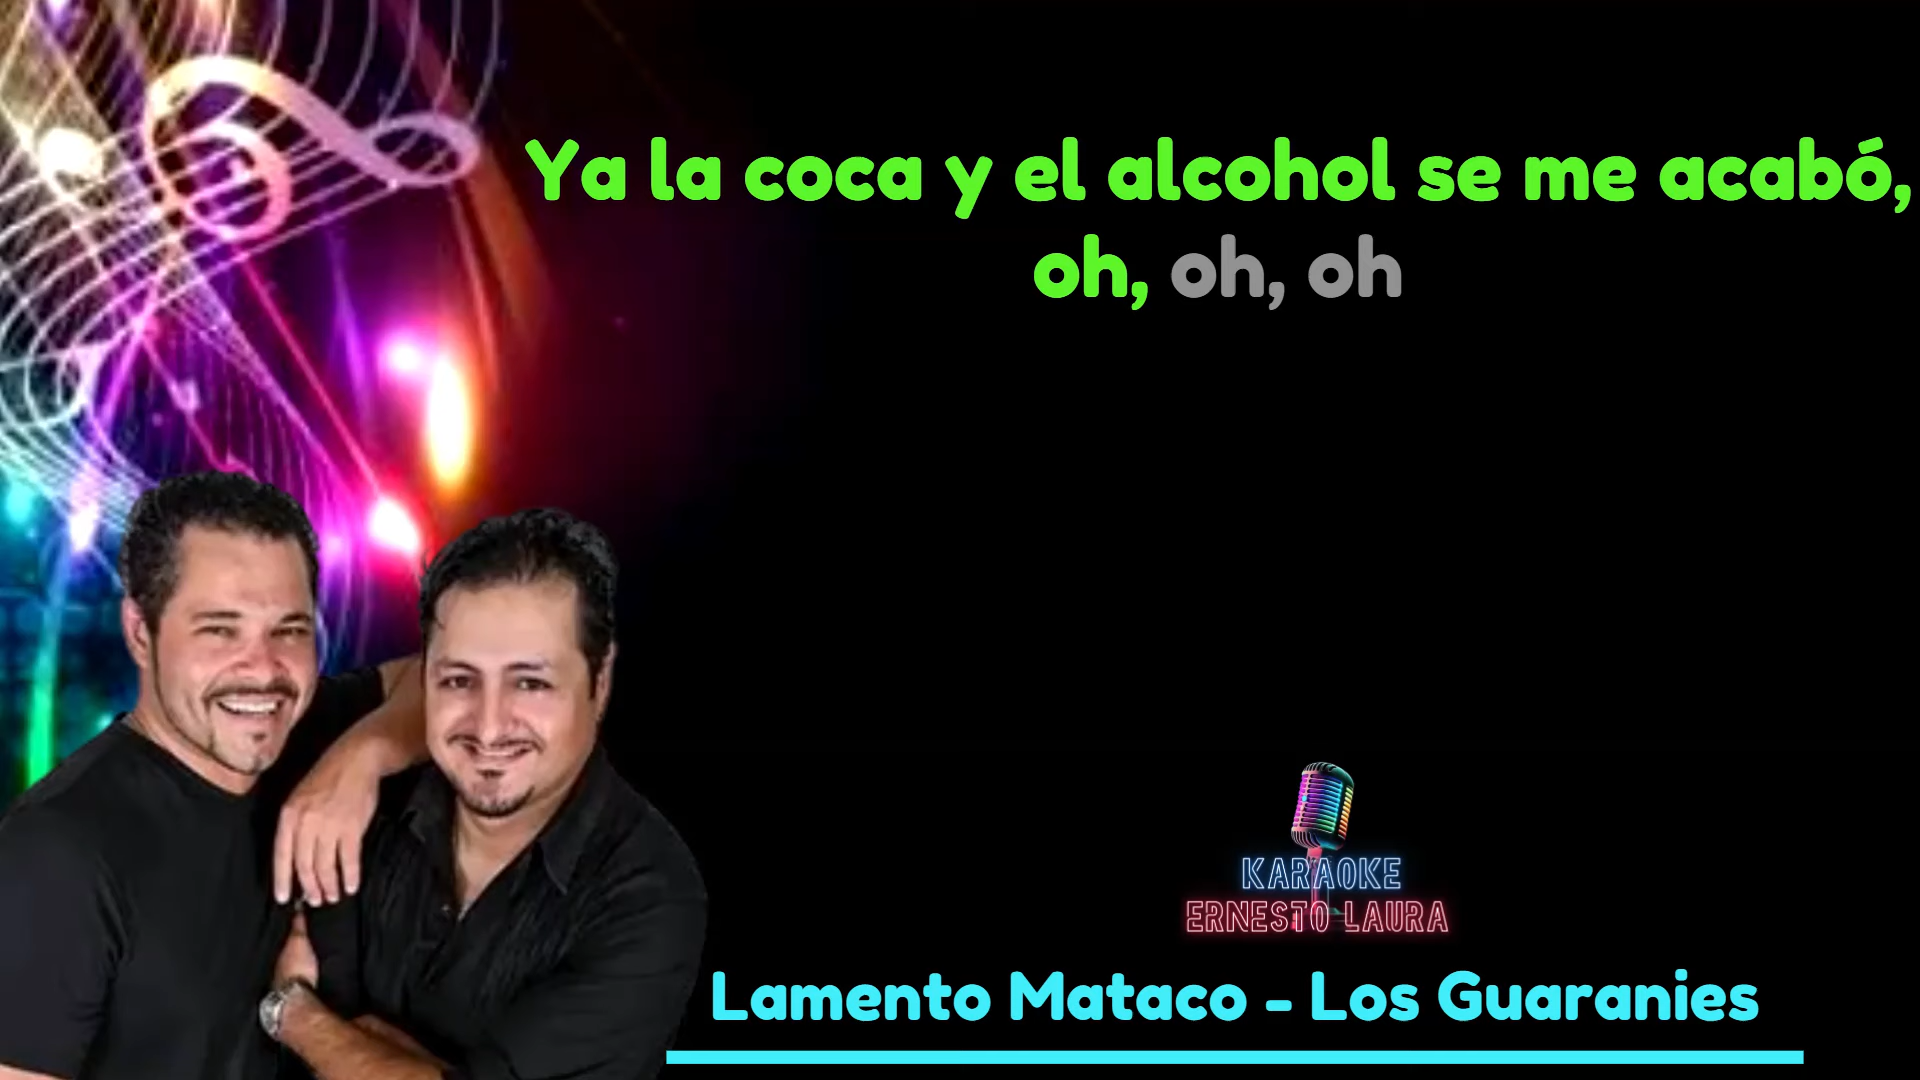 Ya la coca y el alcohol se me acabó,
oh, oh, oh
KARAOKE
ERNESTO LAURA
Lamento Mataco - Los Guaranies